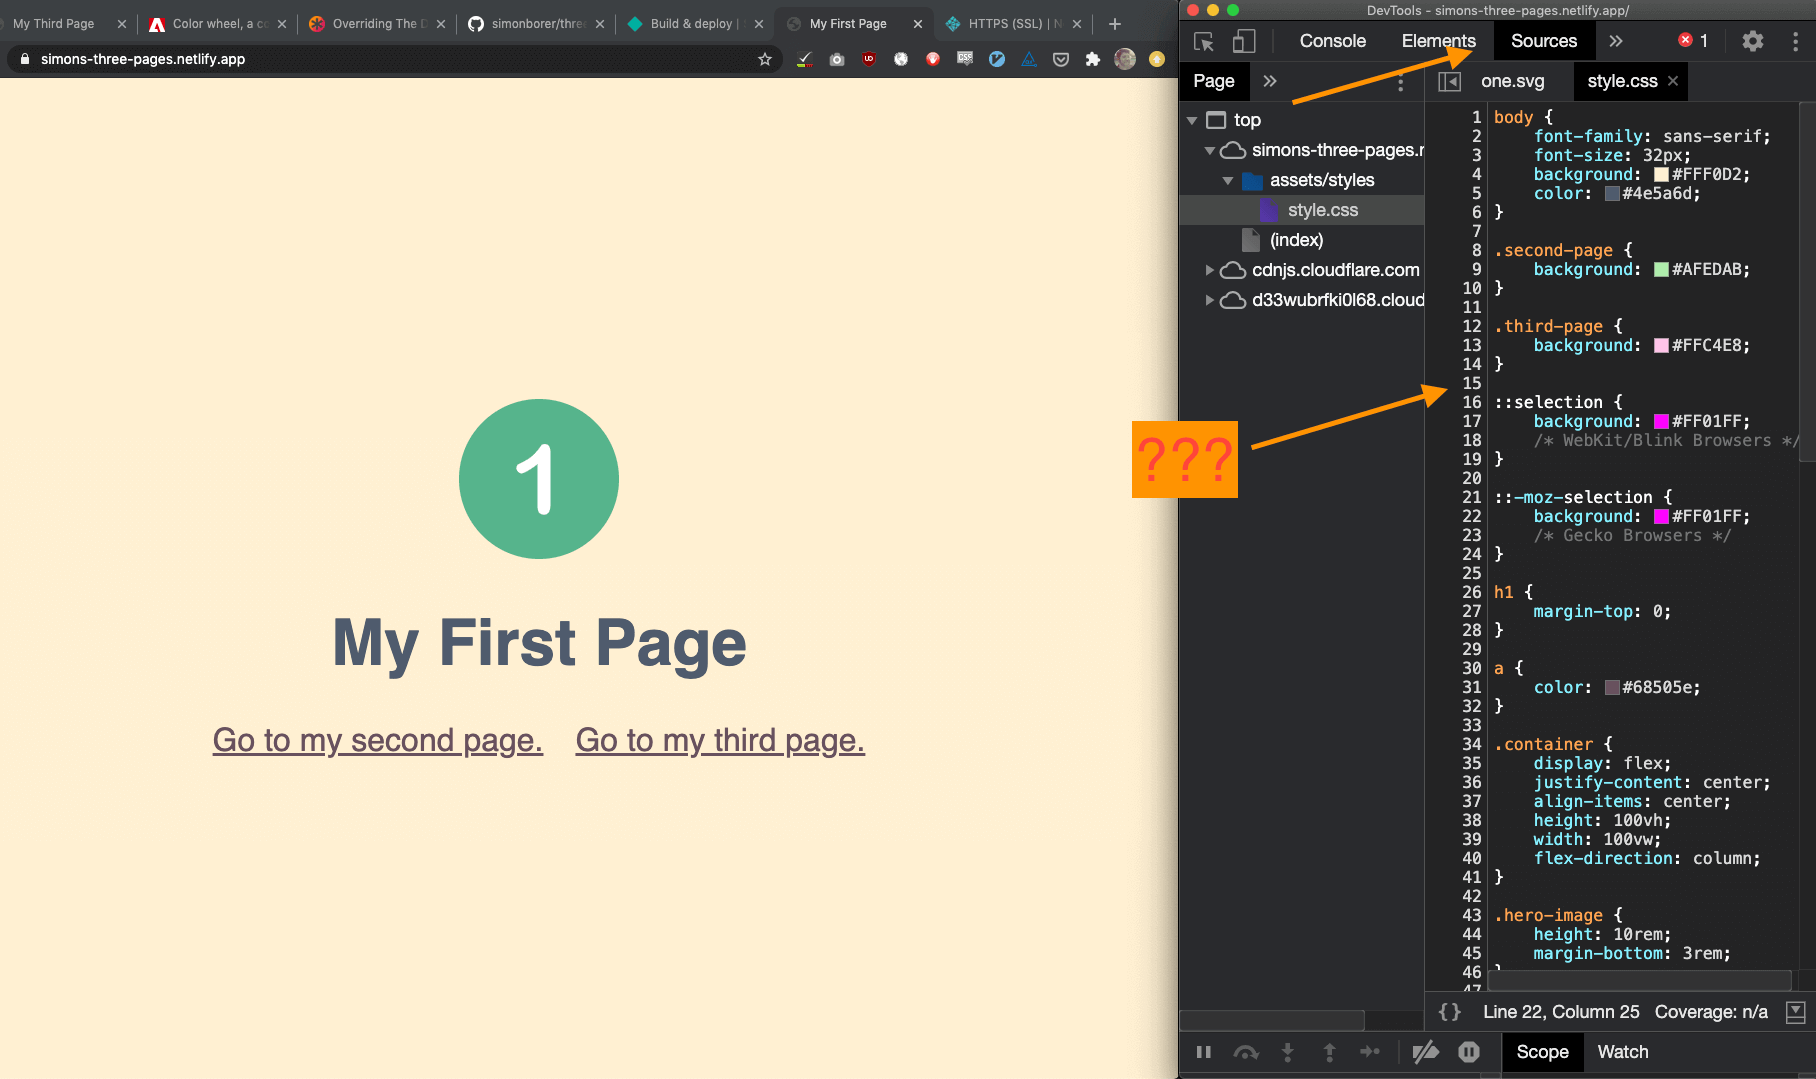 My Third Page
Color wheel, a co
Overriding The D
simonborer/three
Build & deploy |
My First Page
HTTPS (SSL) | N
simons-three-pages.netlify.app
1
My First Page
Go to my second page. Go to my third page.
???
DevTools - simons-three-pages.netlify.app/
Console Elements Sources » 1
Page »
one.svg style.css
top
simons-three-pages.n
assets/styles
style.css
(index)
cdnjs.cloudflare.com
d33wubrfki0l68.cloud
1 body {
2 font-family: sans-serif;
3 font-size: 32px;
4 background: #FFF0D2;
5 color: #4e5a6d;
6 }
7
8 .second-page {
9 background: #AFEDAB;
10 }
11
12 .third-page {
13 background: #FFC4E8;
14 }
15
16 ::selection {
17 background: #FF01FF;
18 /* WebKit/Blink Browsers */
19 }
20
21 ::-moz-selection {
22 background: #FF01FF;
23 /* Gecko Browsers */
24 }
25
26 h1 {
27 margin-top: 0;
28 }
29
30 a {
31 color: #68505e;
32 }
33
34 .container {
35 display: flex;
36 justify-content: center;
37 align-items: center;
38 height: 100vh;
39 width: 100vw;
40 flex-direction: column;
41 }
42
43 .hero-image {
44 height: 10rem;
45 margin-bottom: 3rem;
46 }
47
{} Line 22, Column 25 Coverage: n/a
Scope Watch